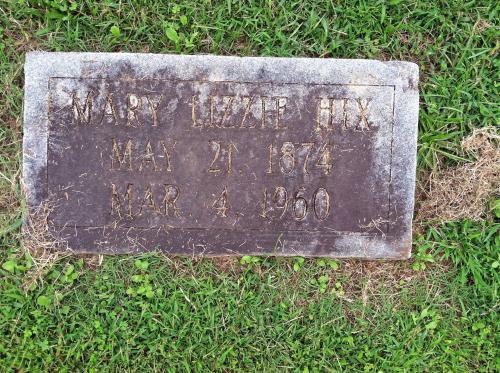 MARY LIZZIE HIX
MAY 21, 1874
MAR. 4, 1960